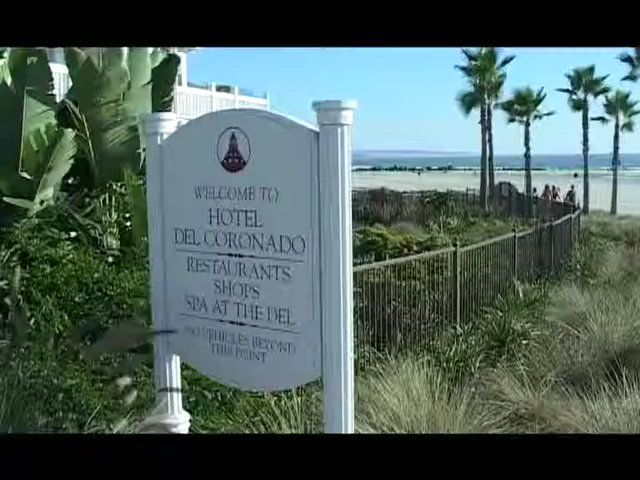 WELCOME TO
HOTEL
DEL CORONADO
RESTAURANTS
SHOPS
SPA AT THE DEL
NO VEHICLES BEYOND
THIS POINT